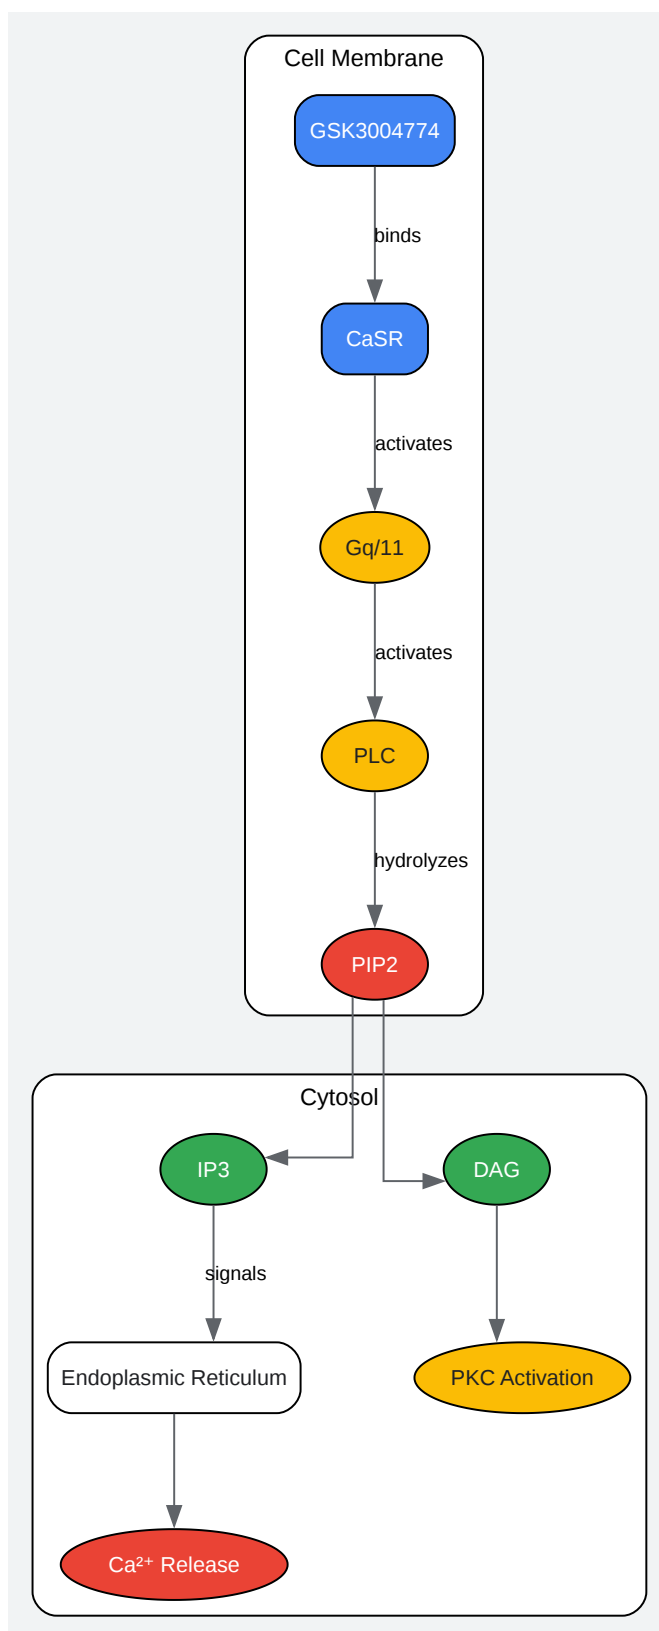 Cell Membrane
GSK3004774
binds
CaSR
activates
Gq/11
activates
PLC
hydrolyzes
PIP2
Cytosol
IP3
DAG
signals
Endoplasmic Reticulum
PKC Activation
Ca²⁺ Release